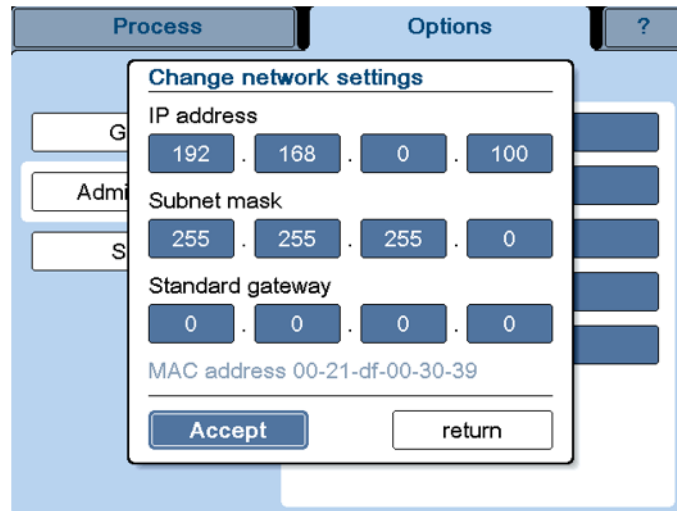 Process Options ?
Change network settings
IP address
G
192 . 168 . 0 . 100
Admi
Subnet mask
S
255 . 255 . 255 . 0
Standard gateway
0 . 0 . 0 . 0
MAC address 00-21-df-00-30-39
Accept return